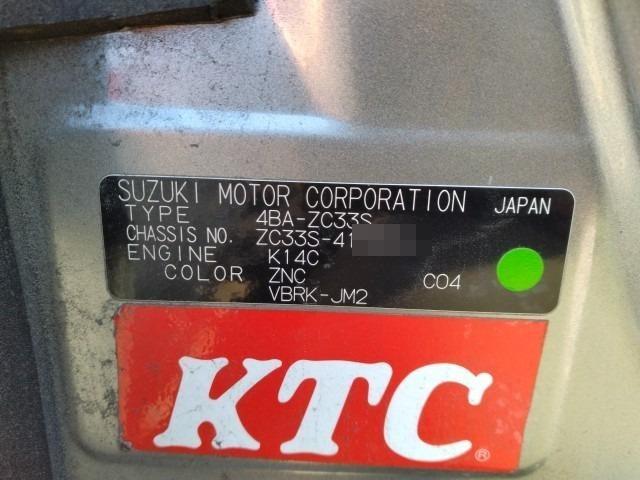 SUZUKI MOTOR CORPORATION JAPAN
TYPE 4BA-ZC33S
CHASSIS NO. ZC33S-41
ENGINE K14C
COLOR ZNC C04
VBRK-JM2
KTC®